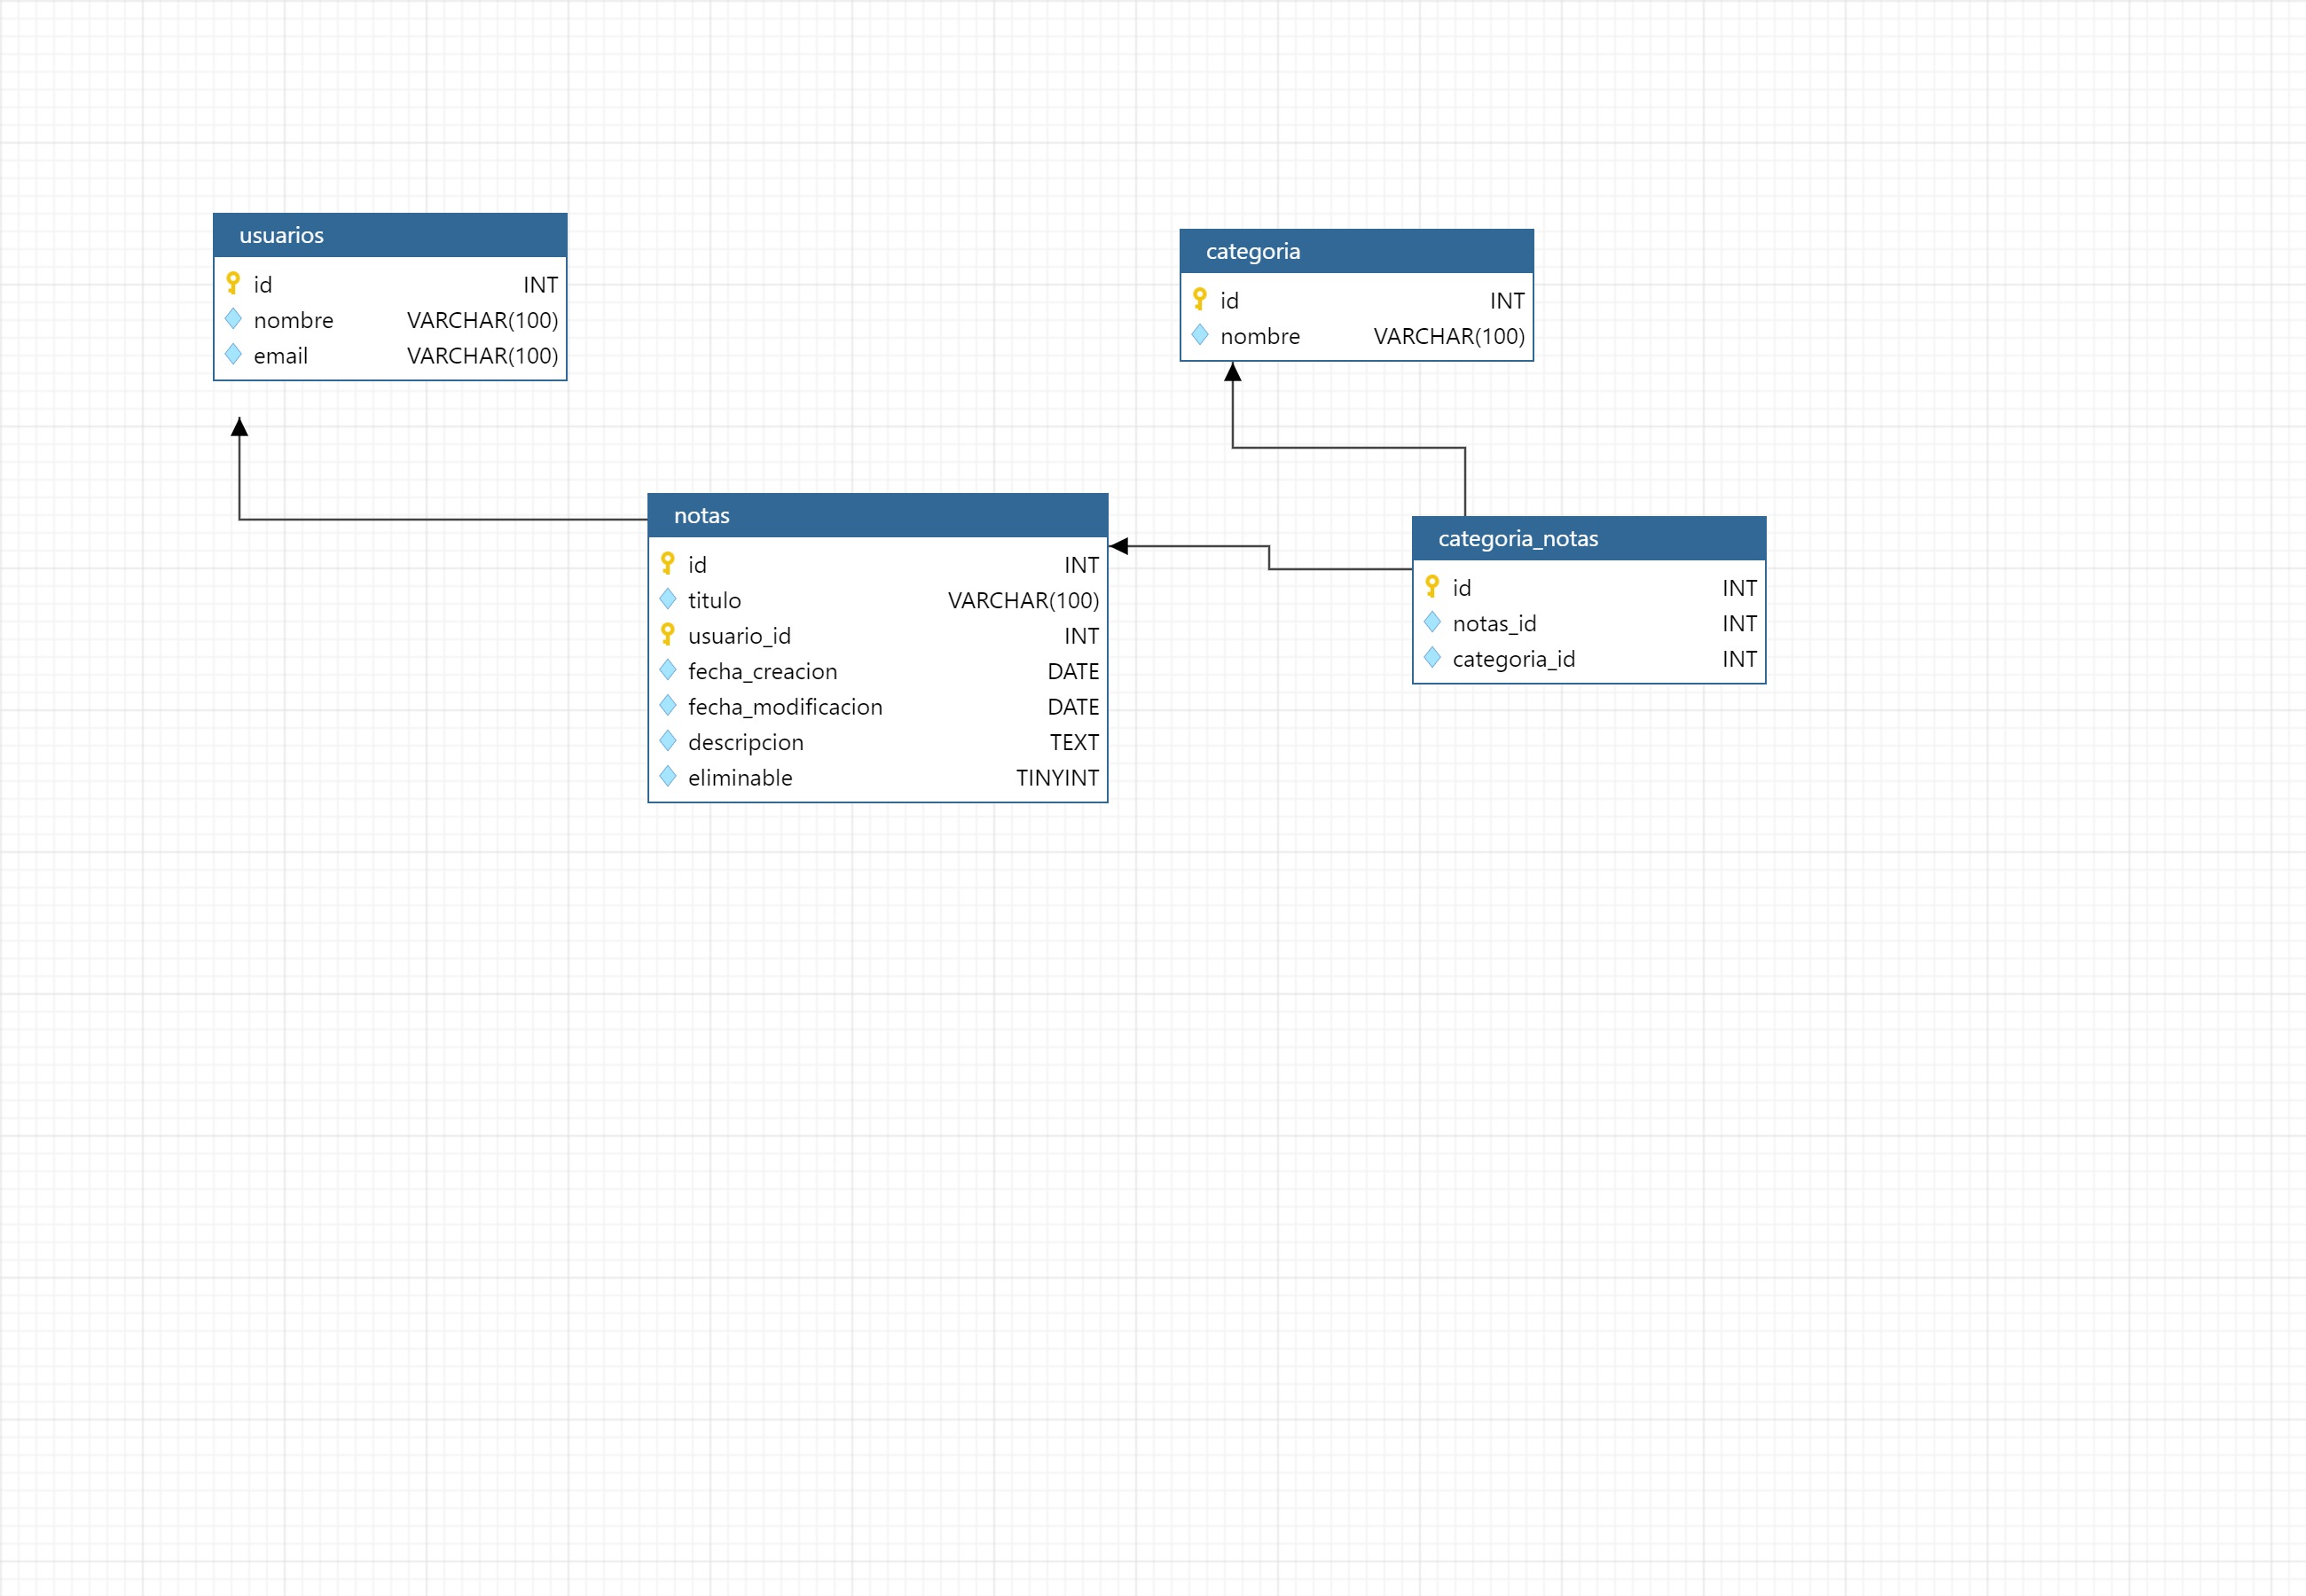 usuarios
id INT
nombre VARCHAR(100)
email VARCHAR(100)
categoria
id INT
nombre VARCHAR(100)
notas
id INT
titulo VARCHAR(100)
usuario_id INT
fecha_creacion DATE
fecha_modificacion DATE
descripcion TEXT
eliminable TINYINT
categoria_notas
id INT
notas_id INT
categoria_id INT